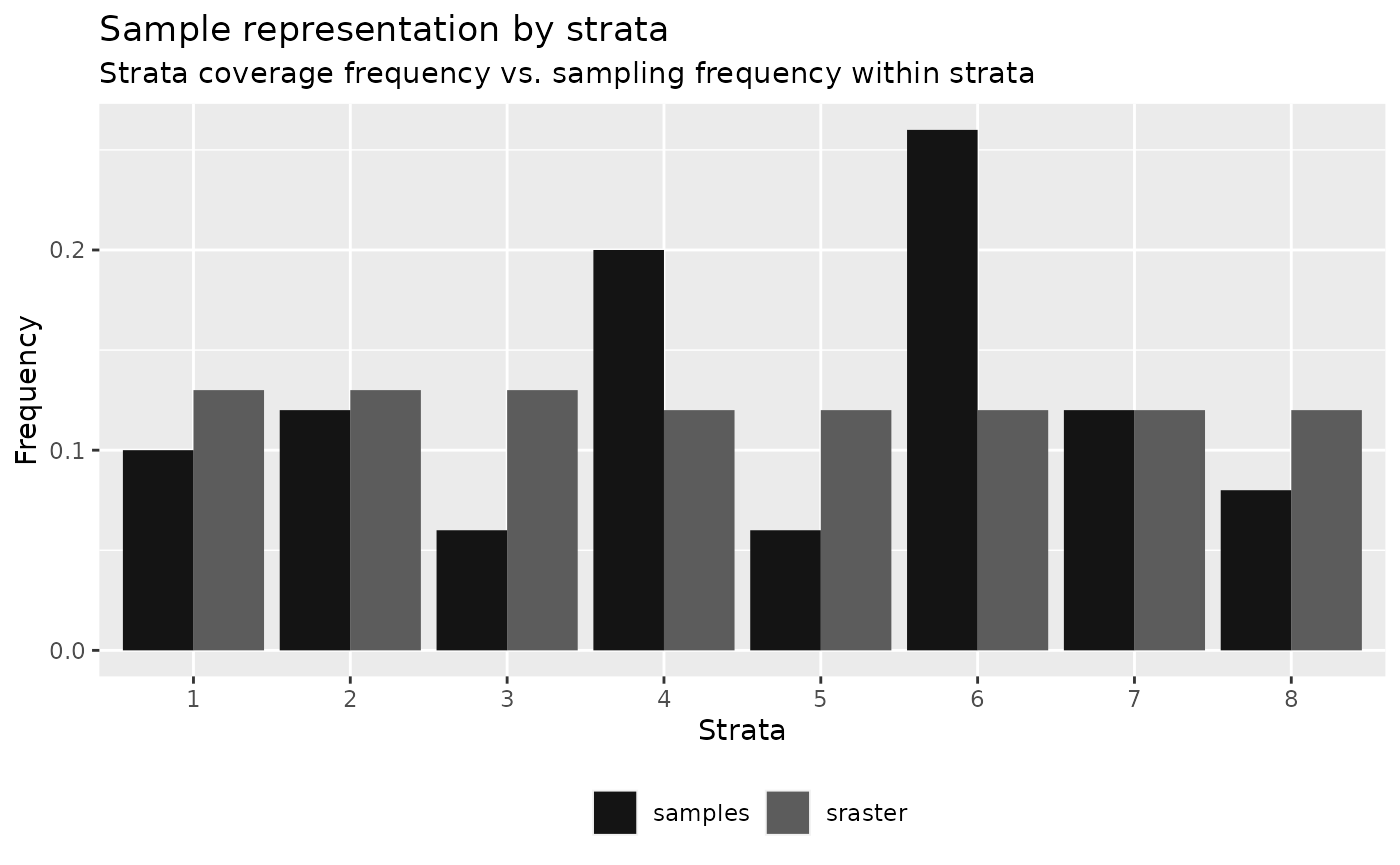 Sample representation by strata
Strata coverage frequency vs. sampling frequency within strata
Frequency
0.2
0.1
0.0
1 2 3 4 5 6 7 8
Strata
samples sraster